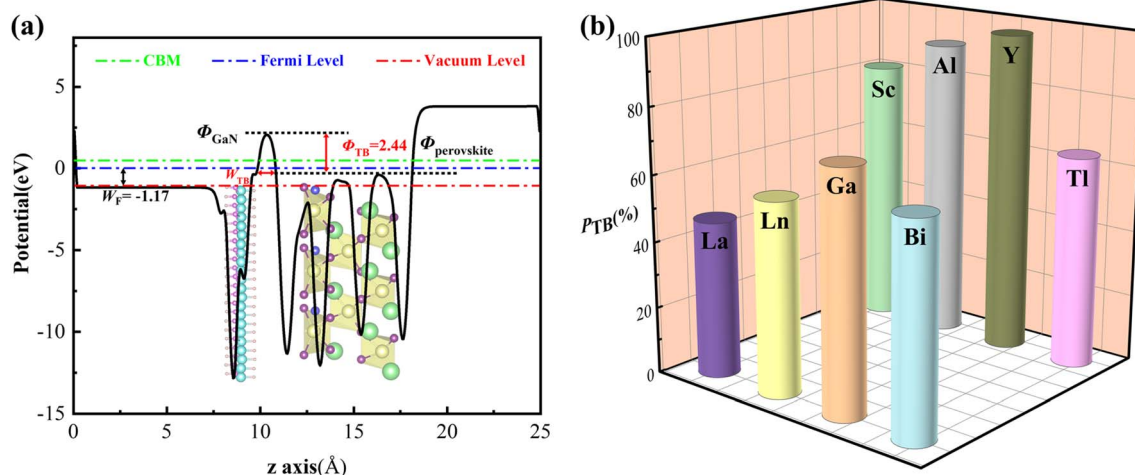 (a)
CBM
Fermi Level
Vacuum Level
Φ_GaN
Φ_TB=2.44
Φ_perovskite
W_TB
W_F= -1.17
5
0
-5
-10
-15
Potential(eV)
0
5
10
15
20
25
z axis(Å)
(b)
100
80
60
40
20
0
p_TB(%)
Sc
Al
Y
La
Ln
Ga
Bi
Tl